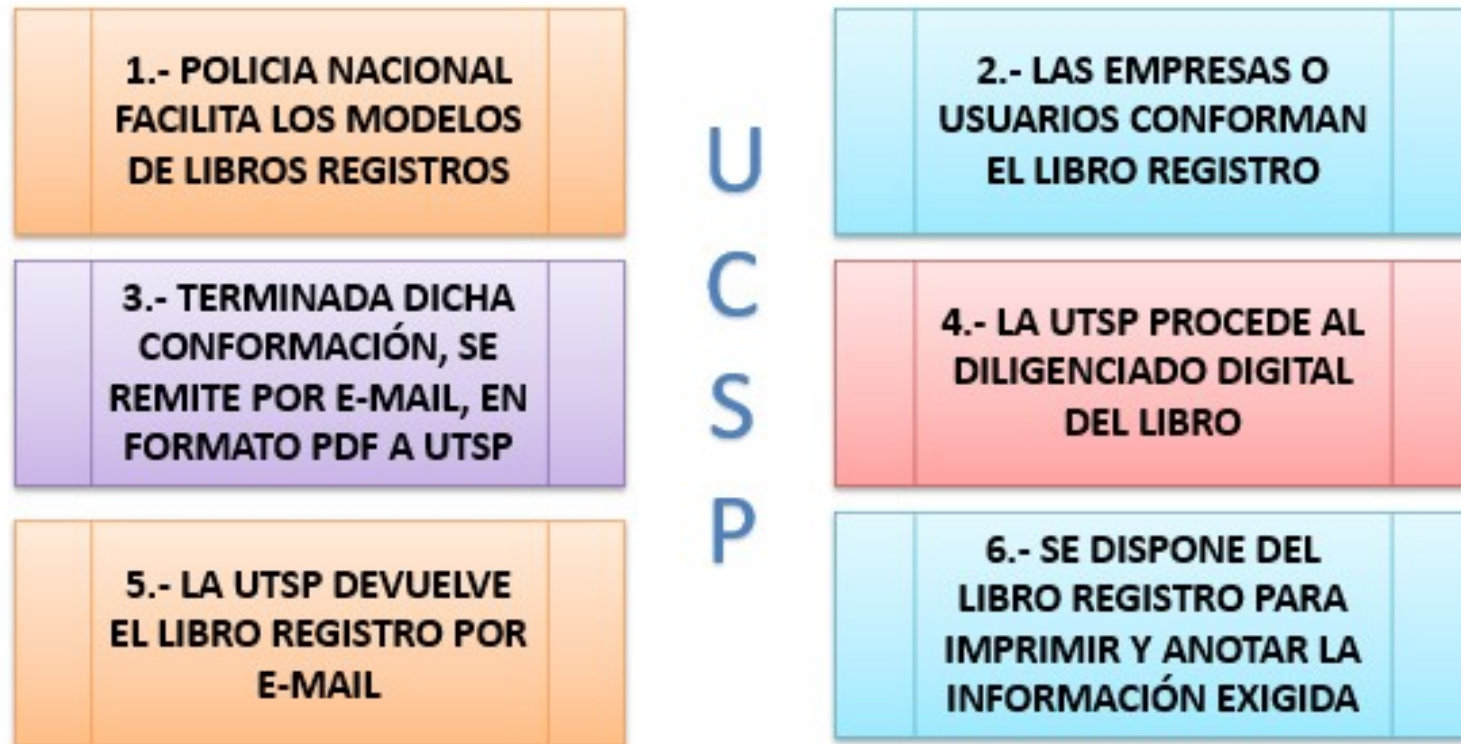 1.- POLICIA NACIONAL
FACILITA LOS MODELOS
DE LIBROS REGISTROS
2.- LAS EMPRESAS O
USUARIOS CONFORMAN
EL LIBRO REGISTRO
3.- TERMINADA DICHA
CONFORMACIÓN, SE
REMITE POR E-MAIL, EN
FORMATO PDF A UTSP
4.- LA UTSP PROCEDE AL
DILIGENCIADO DIGITAL
DEL LIBRO
5.- LA UTSP DEVUELVE
EL LIBRO REGISTRO POR
E-MAIL
6.- SE DISPONE DEL
LIBRO REGISTRO PARA
IMPRIMIR Y ANOTAR LA
INFORMACIÓN EXIGIDA
U
C
S
P